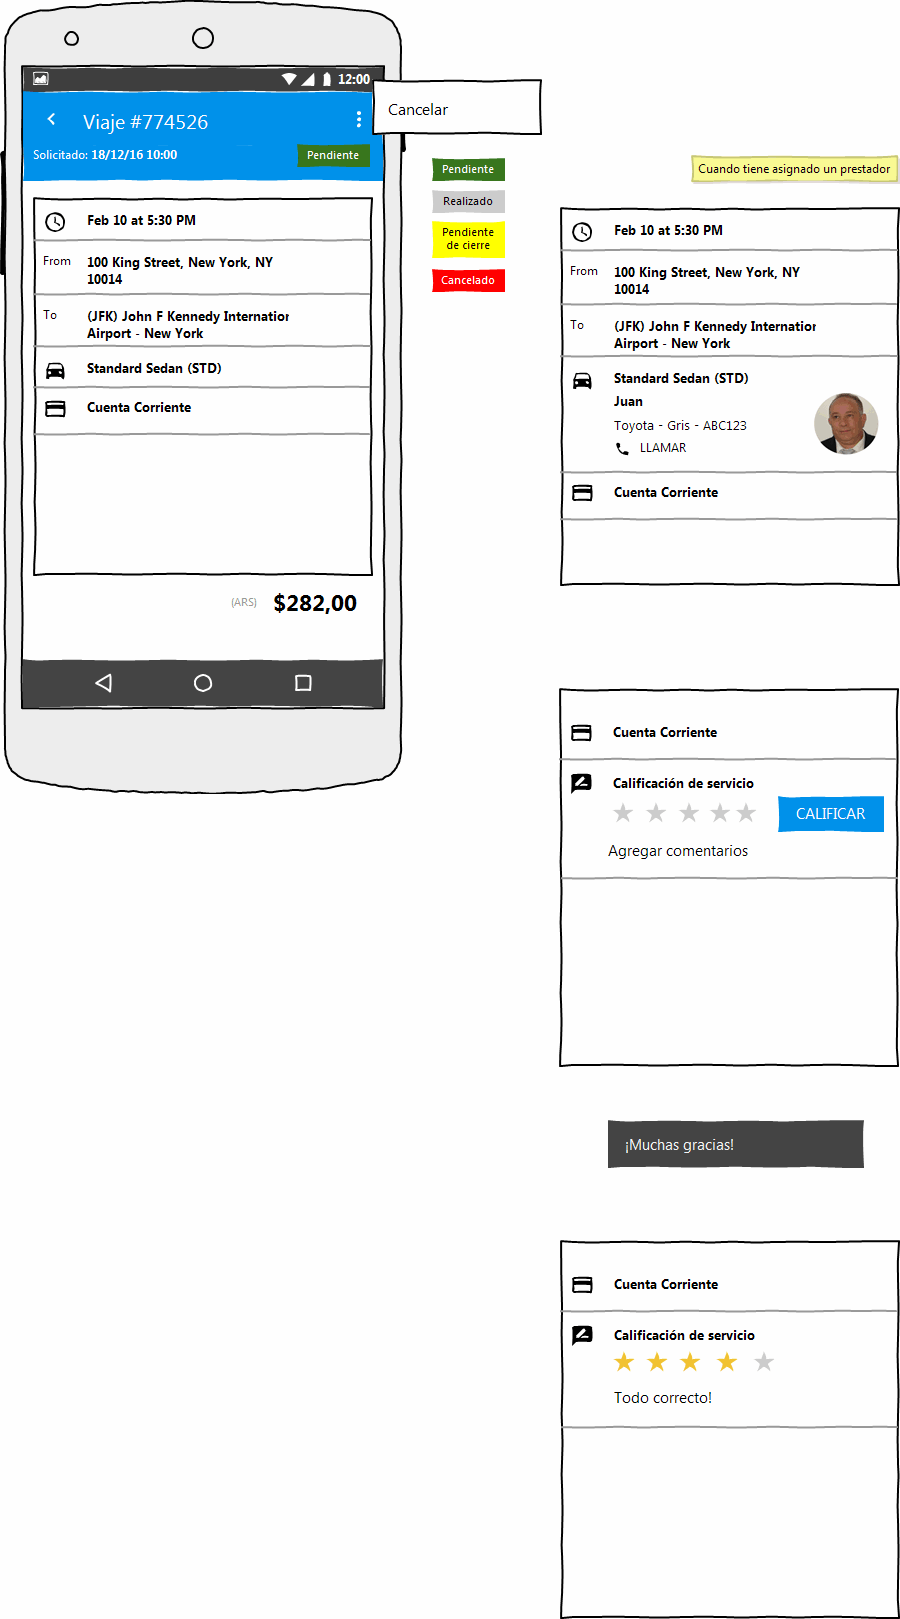 12:00
Viaje #774526
Solicitado: 18/12/16 10:00
Pendiente
Feb 10 at 5:30 PM
From
100 King Street, New York, NY
10014
To
(JFK) John F Kennedy Internation
Airport - New York
Standard Sedan (STD)
Cuenta Corriente
(ARS) $282,00
Cancelar
Pendiente
Realizado
Pendiente
de cierre
Cancelado
Cuando tiene asignado un prestador
Feb 10 at 5:30 PM
From
100 King Street, New York, NY
10014
To
(JFK) John F Kennedy Internation
Airport - New York
Standard Sedan (STD)
Juan
Toyota - Gris - ABC123
LLAMAR
Cuenta Corriente
Cuenta Corriente
Calificación de servicio
CALIFICAR
Agregar comentarios
¡Muchas gracias!
Cuenta Corriente
Calificación de servicio
Todo correcto!